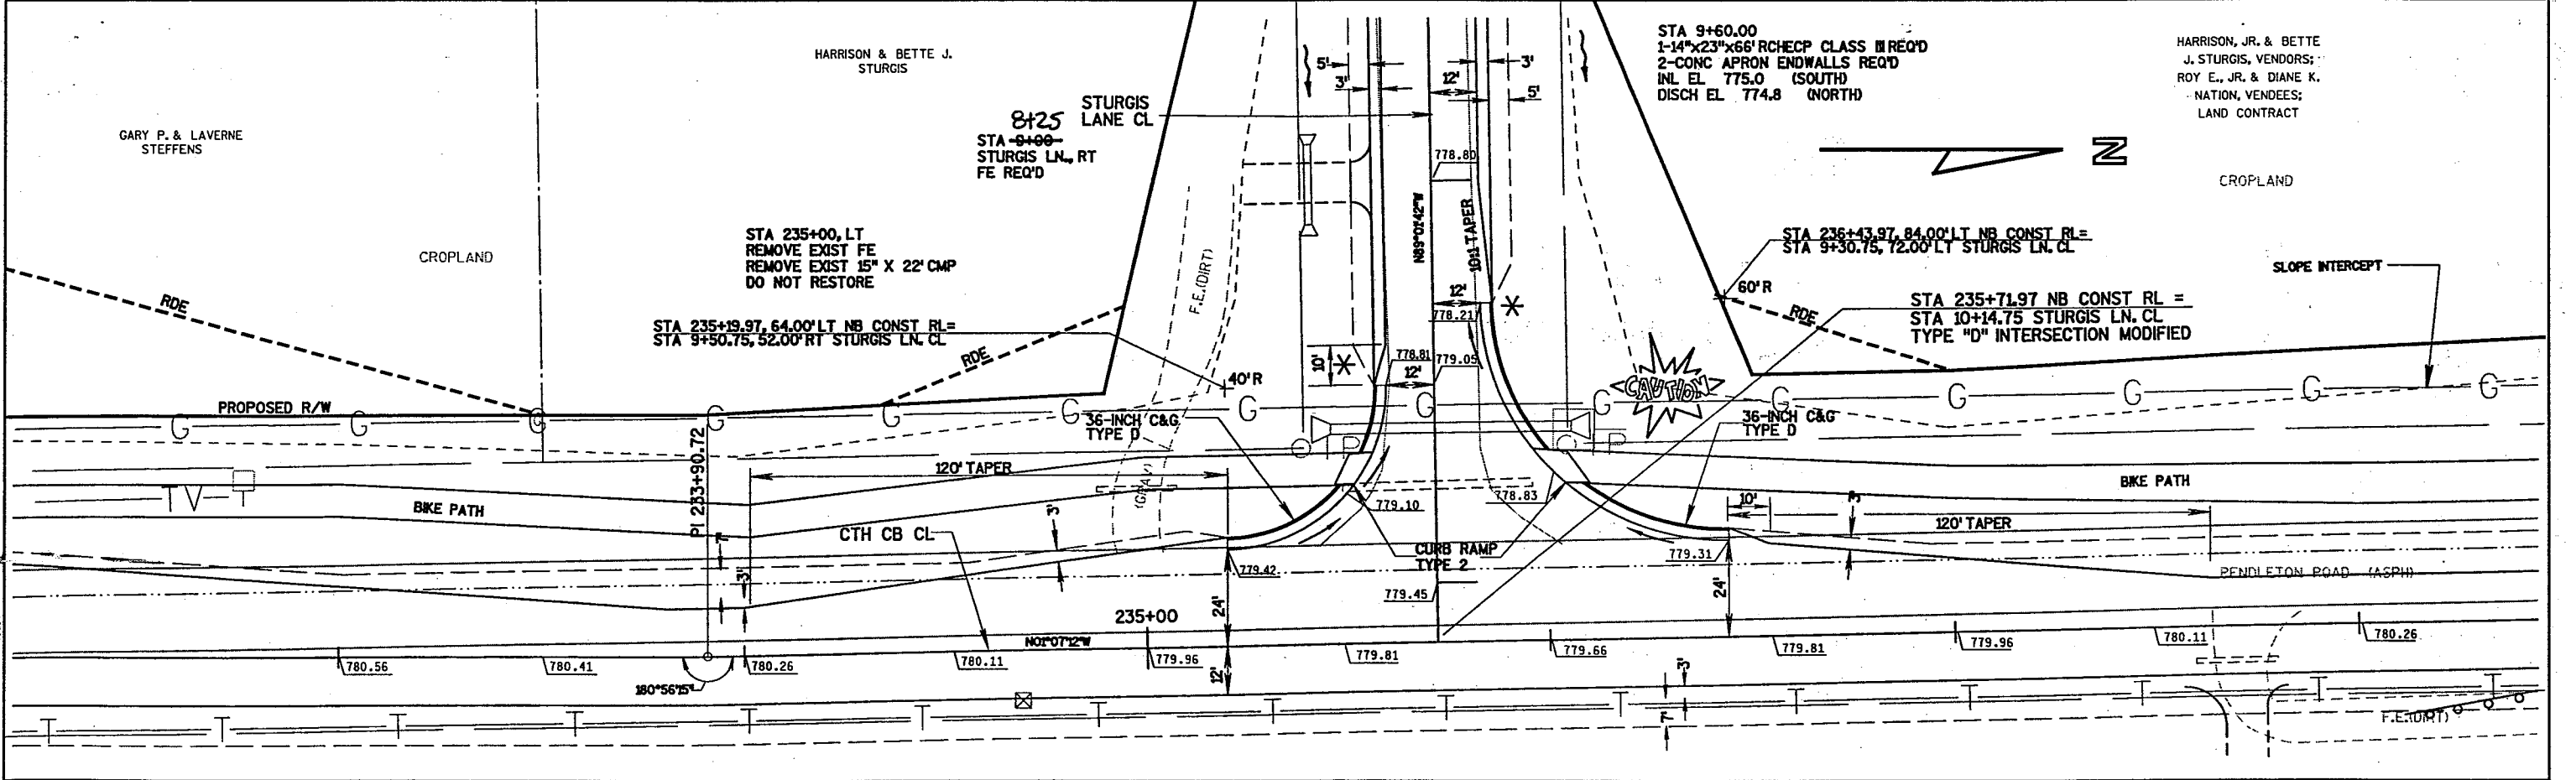 GARY P. & LAVERNE
STEFFENS
HARRISON & BETTE J.
STURGIS
CROPLAND
8+25
STA 9+00
STURGIS LN., RT
FE REQ'D
STURGIS
LANE CL
STA 9+60.00
1-14"x23"x66' RCHECP CLASS III REQ'D
2-CONC APRON ENDWALLS REQ'D
INL EL 775.0 (SOUTH)
DISCH EL 774.8 (NORTH)
HARRISON, JR. & BETTE
J. STURGIS, VENDORS;
ROY E., JR. & DIANE K.
NATION, VENDEES;
LAND CONTRACT
N
CROPLAND
5'
3'
12'
3'
5'
778.80
N89°01'42"W
10:1 TAPER
STA 235+00, LT
REMOVE EXIST FE
REMOVE EXIST 15" X 22' CMP
DO NOT RESTORE
F.E.(DIRT)
RDE
STA 235+19.97, 64.00' LT NB CONST RL=
STA 9+50.75, 52.00' RT STURGIS LN. CL
RDE
40' R
STA 236+43.97, 84.00' LT NB CONST RL=
STA 9+30.75, 72.00' LT STURGIS LN. CL
60' R
RDE
SLOPE INTERCEPT
STA 235+71.97 NB CONST RL =
STA 10+14.75 STURGIS LN. CL
TYPE "D" INTERSECTION MODIFIED
12'
778.21
10'
778.81
779.05
12'
CAUTION
PROPOSED R/W
G G G G G G G G G G G G G G
36-INCH C&G
TYPE D
36-INCH C&G
TYPE D
IP
IP
PI 233+90.72
120' TAPER
TV T
BIKE PATH
BIKE PATH
779.10
778.83
10'
3'
120' TAPER
CTH CB CL
3'
7'
3'
CURB RAMP
TYPE 2
779.42
779.31
24'
24'
779.45
PENDLETON ROAD (ASPH)
235+00
N01°07'12"W
780.56
780.41
780.26
780.11
779.96
779.81
779.66
779.81
779.96
780.11
780.26
180°56'15"
12'
3'
7'
T T T T T T T T T T T T T T T
F.E.(DIRT)